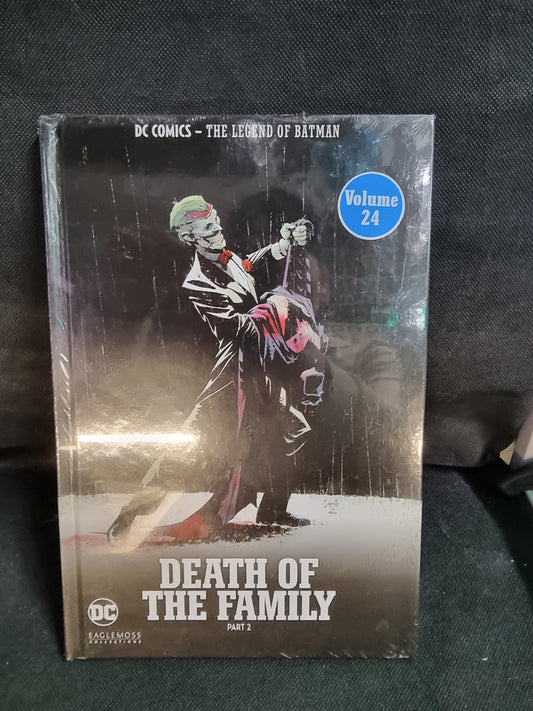 DC COMICS – THE LEGEND OF BATMAN
Volume
24
DEATH OF
THE FAMILY
PART 2
DC
EAGLEMOSS
COLLECTIONS